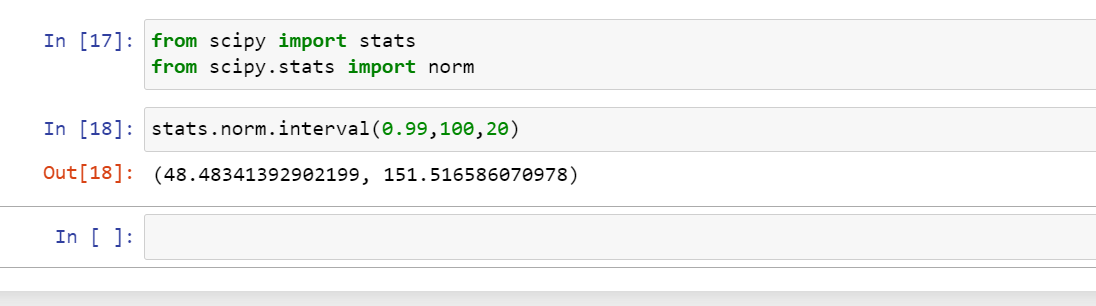 In [17]: from scipy import stats
from scipy.stats import norm
In [18]: stats.norm.interval(0.99,100,20)
Out[18]: (48.48341392902199, 151.516586070978)
In [ ]: